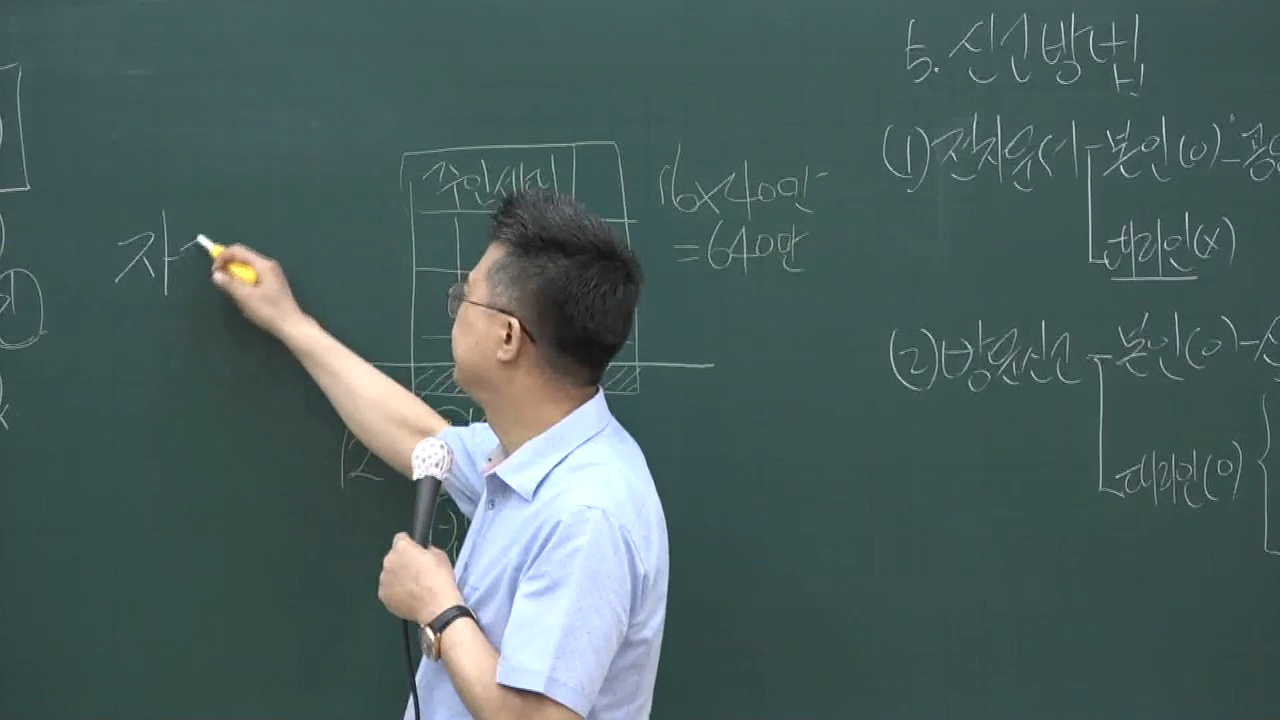 자
주인세대
16×40만
=640만
5. 신고방법
(1) 전자문서 본인(o)-공인
대리인(x)
(2) 방문신고 본인(o)-신
대리인(o)